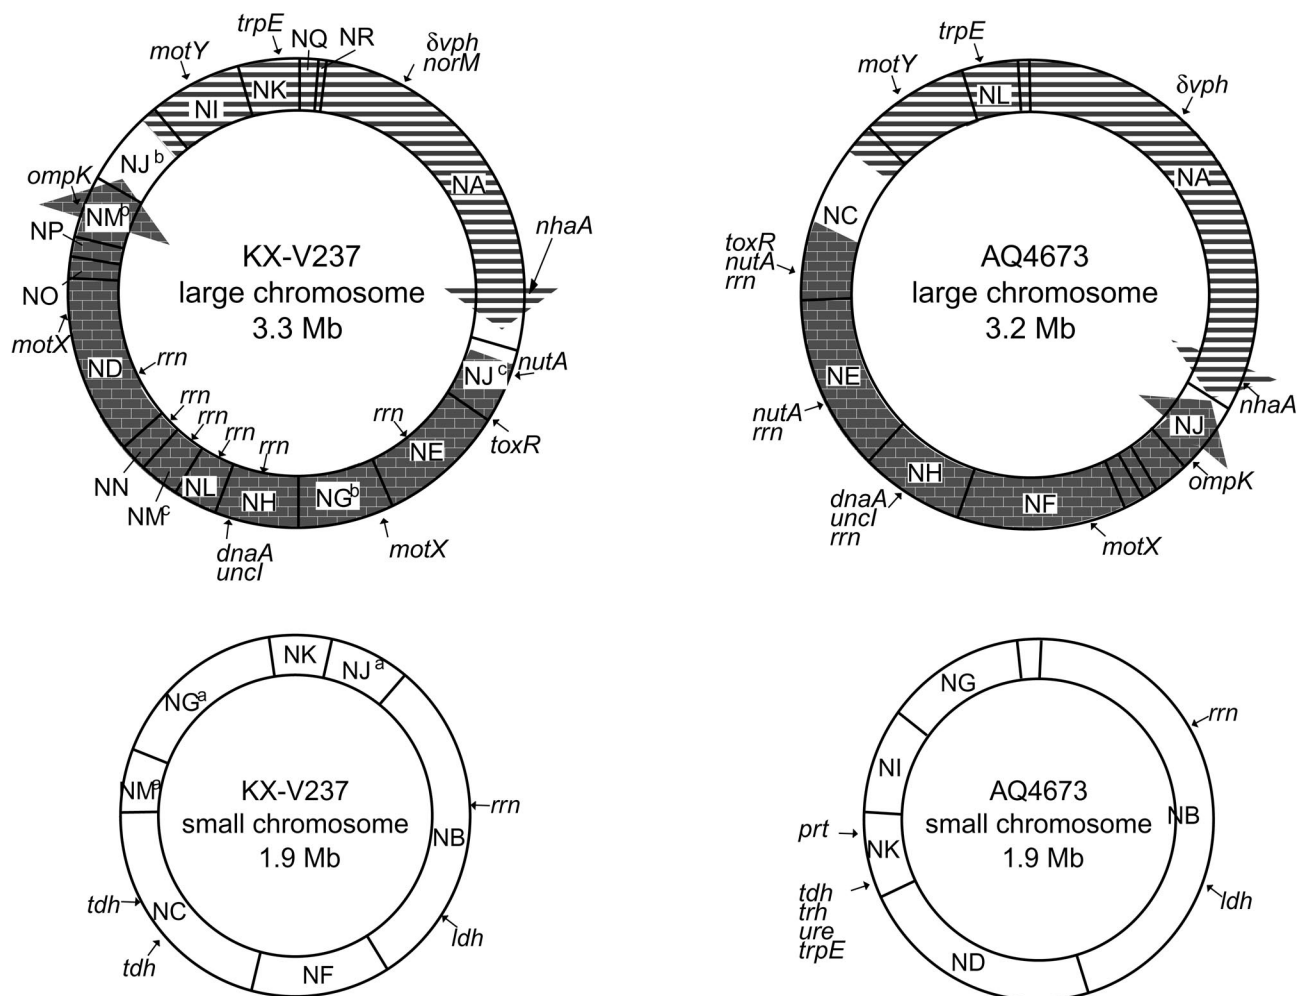 trpE
NQ
NR
δvph
norM
motY
NK
NI
NJ b
ompK
NM b
NP
NO
motX
NA
nhaA
KX-V237
large chromosome
3.3 Mb
rrn
ND
nutA
NJ c
toxR
rrn
rrn
rrn
rrn
rrn
NE
NN
NM c
NL
NH
NG b
dnaA
uncI
motX
trpE
motY
NL
δvph
NA
NC
toxR
nutA
rrn
AQ4673
large chromosome
3.2 Mb
NE
nutA
rrn
nhaA
NJ
ompK
NH
NF
dnaA
uncI
rrn
motX
NK
NJ a
NG a
NM a
KX-V237
small chromosome
1.9 Mb
rrn
NB
tdh
NC
ldh
tdh
NF
NG
rrn
NI
AQ4673
small chromosome
1.9 Mb
NB
prt
NK
tdh
trh
ure
trpE
ldh
ND